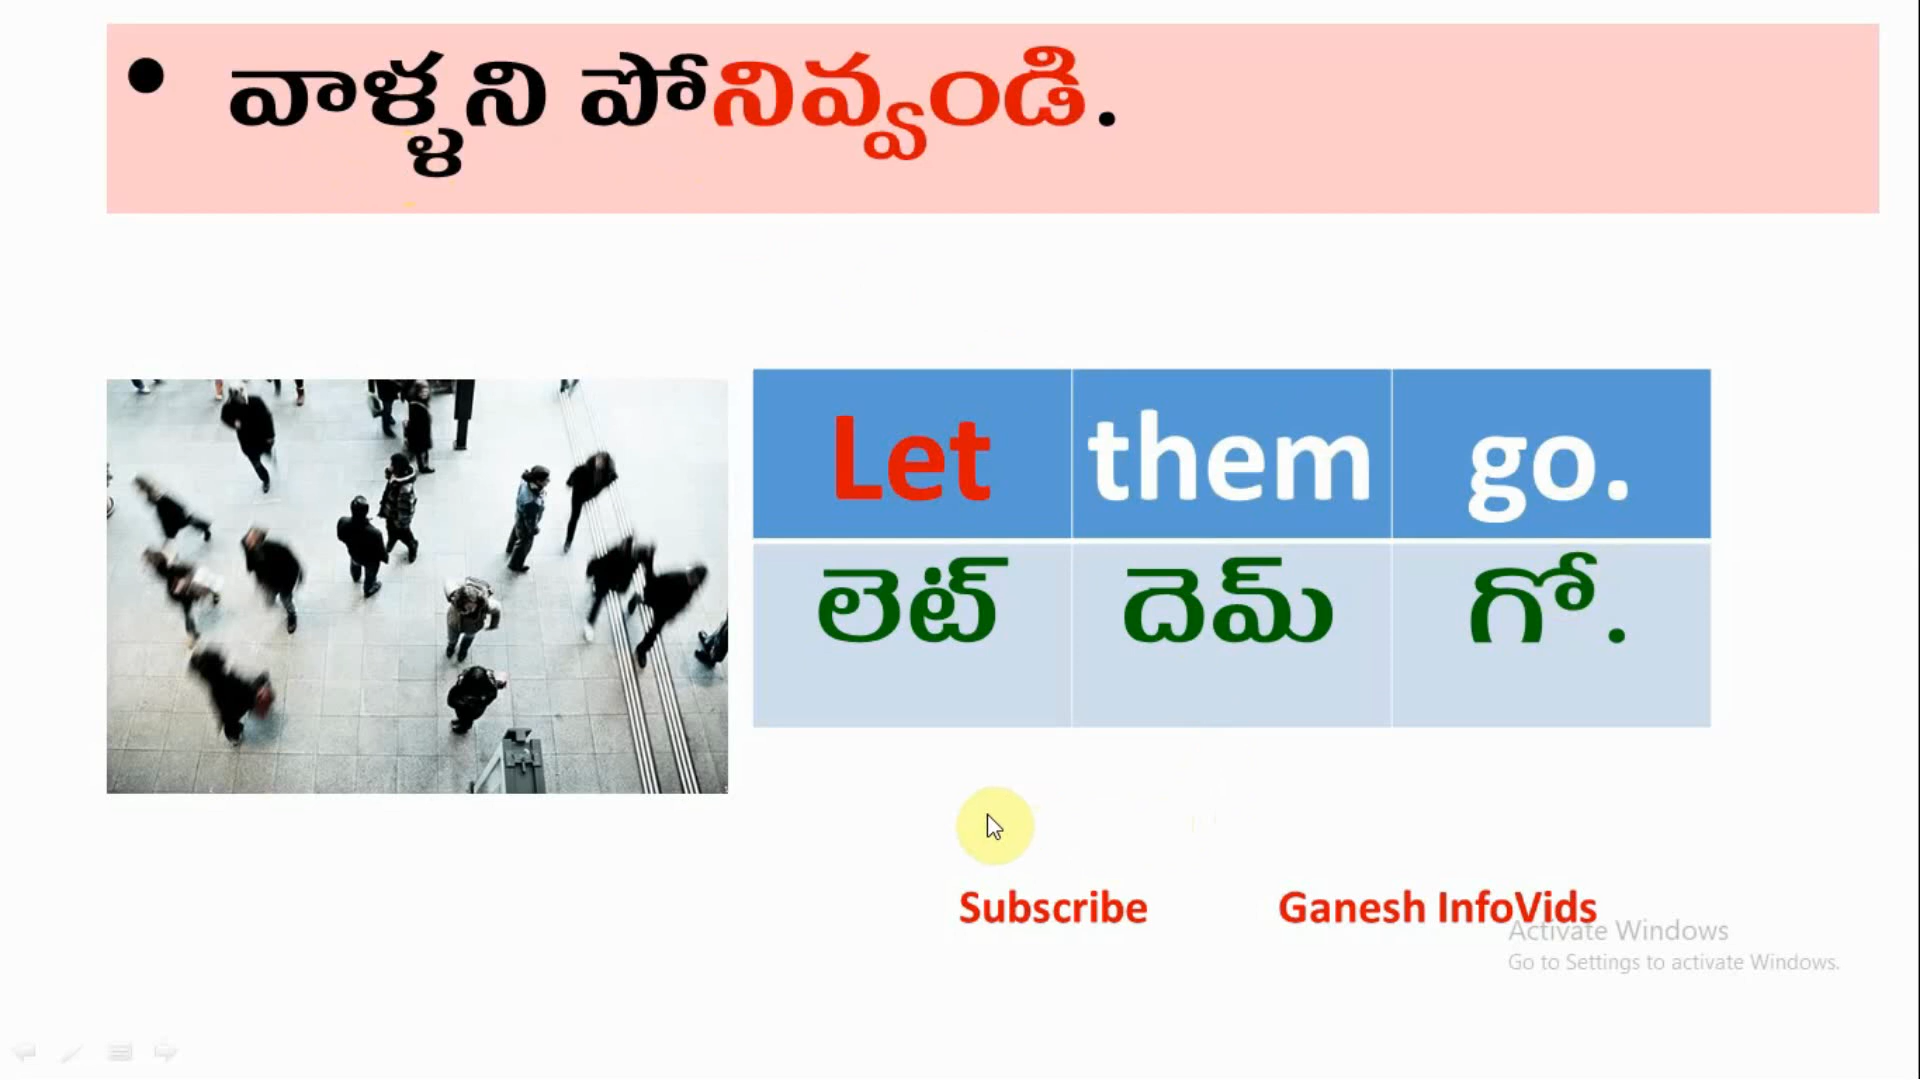 • వాళ్ళని పోనివ్వండి.
Let them go.
లెట్ దెమ్ గో.
Subscribe Ganesh InfoVids
Activate Windows
Go to Settings to activate Windows.